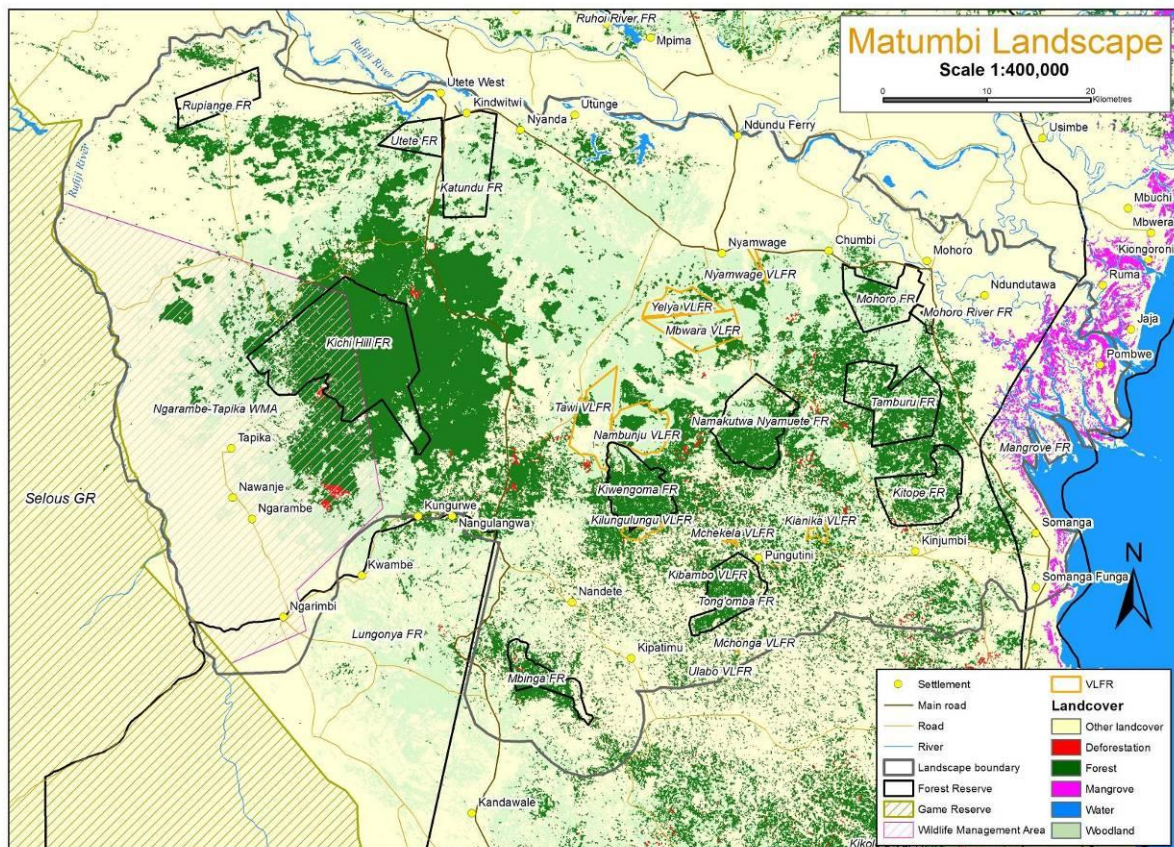 Matumbi Landscape
Scale 1:400,000
0 10 20
Kilometres
Ruhoi River FR
Mpima
Rufiji River
Utete West
Rupiange FR
Kindwitwi
Utunge
Nyanda
Ndundu Ferry
Usimbe
Utete FR
Katundu FR
Rufiji River
Mbuchi
Mbwera
Kiongoroni
Nyamwage
Chumbi
Mohoro
Nyamwage VLFR
Ruma
Ndundutawa
Mohoro FR
Yelya VLFR
Mohoro River FR
Mbwara VLFR
Jaja
Kichi Hill FR
Pombwe
Ngarambe-Tapika WMA
Tawi VLFR
Tamburu FR
Namakutwa Nyamuete FR
Nambunju VLFR
Mangrove FR
Tapika
Selous GR
Nawanje
Kiwengoma FR
Kitope FR
Ngarambe
Kungurwe
Nangulangwa
Kilungulungu VLFR
Mchekela VLFR
Kianika VLFR
Somanga
Kinjumbi
Pungutini
N
Kwambe
Kibambo VLFR
Somanga Funga
Tong'omba FR
Nandete
Ngarimbi
Lungonya FR
Mchonga VLFR
Kipatimu
Ulabo VLFR
Mbinga FR
Kandawale
Settlement
Main road
Road
River
Landscape boundary
Forest Reserve
Game Reserve
Wildlife Management Area
VLFR
Landcover
Other landcover
Deforestation
Forest
Mangrove
Water
Woodland